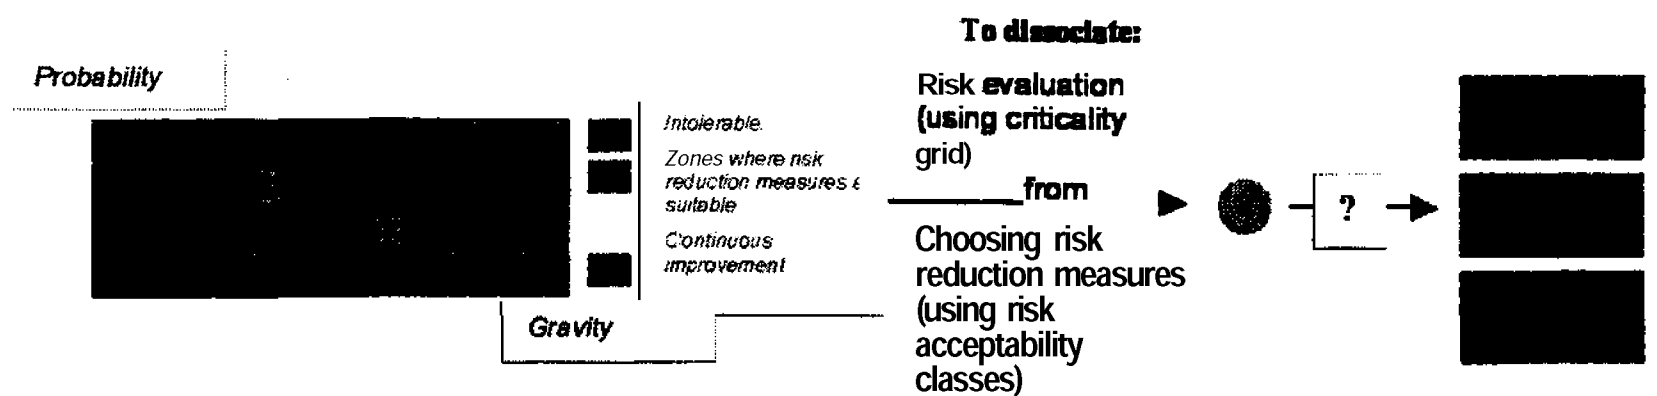 Probability
Intolerable.
Zones where risk
reduction measures
suitable
Continuous
improvement
Gravity
To dissociate:
Risk evaluation
(using criticality
grid)
from
Choosing risk
reduction measures
(using risk
acceptability
classes)
?